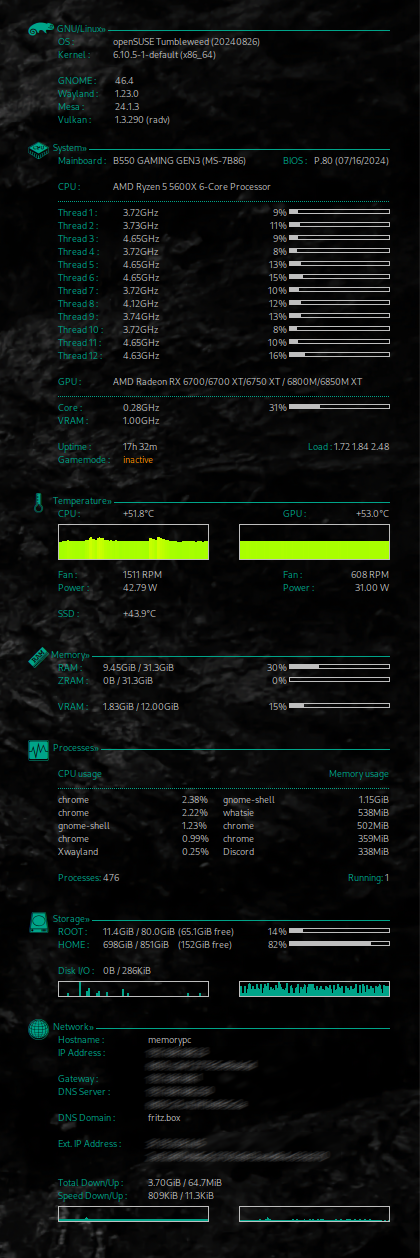 GNU/Linux»
OS: openSUSE Tumbleweed (20240826)
Kernel: 6.10.5-1-default (x86_64)
GNOME: 46.4
Wayland: 1.23.0
Mesa: 24.1.3
Vulkan: 1.3.290 (radv)
System»
Mainboard: B550 GAMING GEN3 (MS-7B86) BIOS: P.80 (07/16/2024)
CPU: AMD Ryzen 5 5600X 6-Core Processor
Thread 1: 3.72GHz 9%
Thread 2: 3.73GHz 11%
Thread 3: 4.65GHz 9%
Thread 4: 3.72GHz 8%
Thread 5: 4.65GHz 13%
Thread 6: 4.65GHz 15%
Thread 7: 3.72GHz 10%
Thread 8: 4.12GHz 12%
Thread 9: 3.74GHz 13%
Thread 10: 3.72GHz 8%
Thread 11: 4.65GHz 10%
Thread 12: 4.63GHz 16%
GPU: AMD Radeon RX 6700/6700 XT/6750 XT / 6800M/6850M XT
Core: 0.28GHz 31%
VRAM: 1.00GHz
Uptime: 17h 32m Load: 1.72 1.84 2.48
Gamemode: inactive
Temperature»
CPU: +51.8°C GPU: +53.0°C
Fan: 1511 RPM Fan: 608 RPM
Power: 42.79 W Power: 31.00 W
SSD: +43.9°C
RAM
Memory»
RAM: 9.45GiB / 31.3GiB 30%
ZRAM: 0B / 31.3GiB 0%
VRAM: 1.83GiB / 12.00GiB 15%
Processes»
CPU usage Memory usage
chrome 2.38% gnome-shell 1.15GiB
chrome 2.22% whatsie 538MiB
gnome-shell 1.23% chrome 502MiB
chrome 0.99% chrome 359MiB
Xwayland 0.25% Discord 338MiB
Processes: 476 Running: 1
Storage»
ROOT: 11.4GiB / 80.0GiB (65.1GiB free) 14%
HOME: 698GiB / 851GiB (152GiB free) 82%
Disk I/O: 0B / 286KiB
Network»
Hostname: memorypc
IP Address:
Gateway:
DNS Server:
DNS Domain: fritz.box
Ext. IP Address:
Total Down/Up: 3.70GiB / 64.7MiB
Speed Down/Up: 809KiB / 11.3KiB